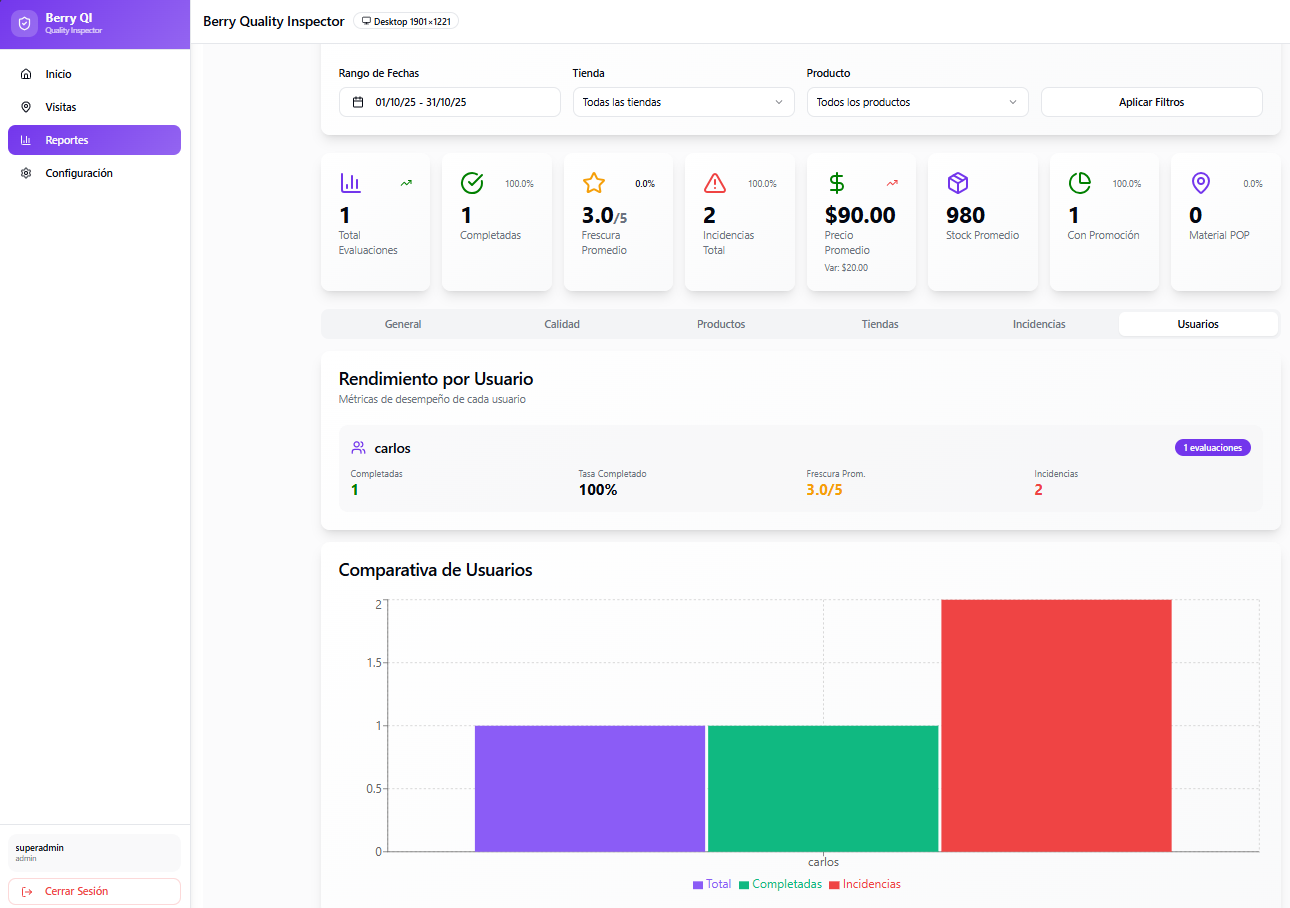 Berry QI
Quality Inspector
Inicio
Visitas
Reportes
Configuración
superadmin
admin
Cerrar Sesión
Berry Quality Inspector
Desktop 1901×1221
Rango de Fechas
01/10/25 - 31/10/25
Tienda
Todas las tiendas
Producto
Todos los productos
Aplicar Filtros
1
Total
Evaluaciones
100.0%
1
Completadas
0.0%
3.0/5
Frescura
Promedio
100.0%
2
Incidencias
Total
$90.00
Precio
Promedio
Var: $20.00
980
Stock Promedio
100.0%
1
Con Promoción
0.0%
0
Material POP
General
Calidad
Productos
Tiendas
Incidencias
Usuarios
Rendimiento por Usuario
Métricas de desempeño de cada usuario
carlos
1 evaluaciones
Completadas
1
Tasa Completado
100%
Frescura Prom.
3.0/5
Incidencias
2
Comparativa de Usuarios
2
1.5
1
0.5
0
carlos
Total
Completadas
Incidencias